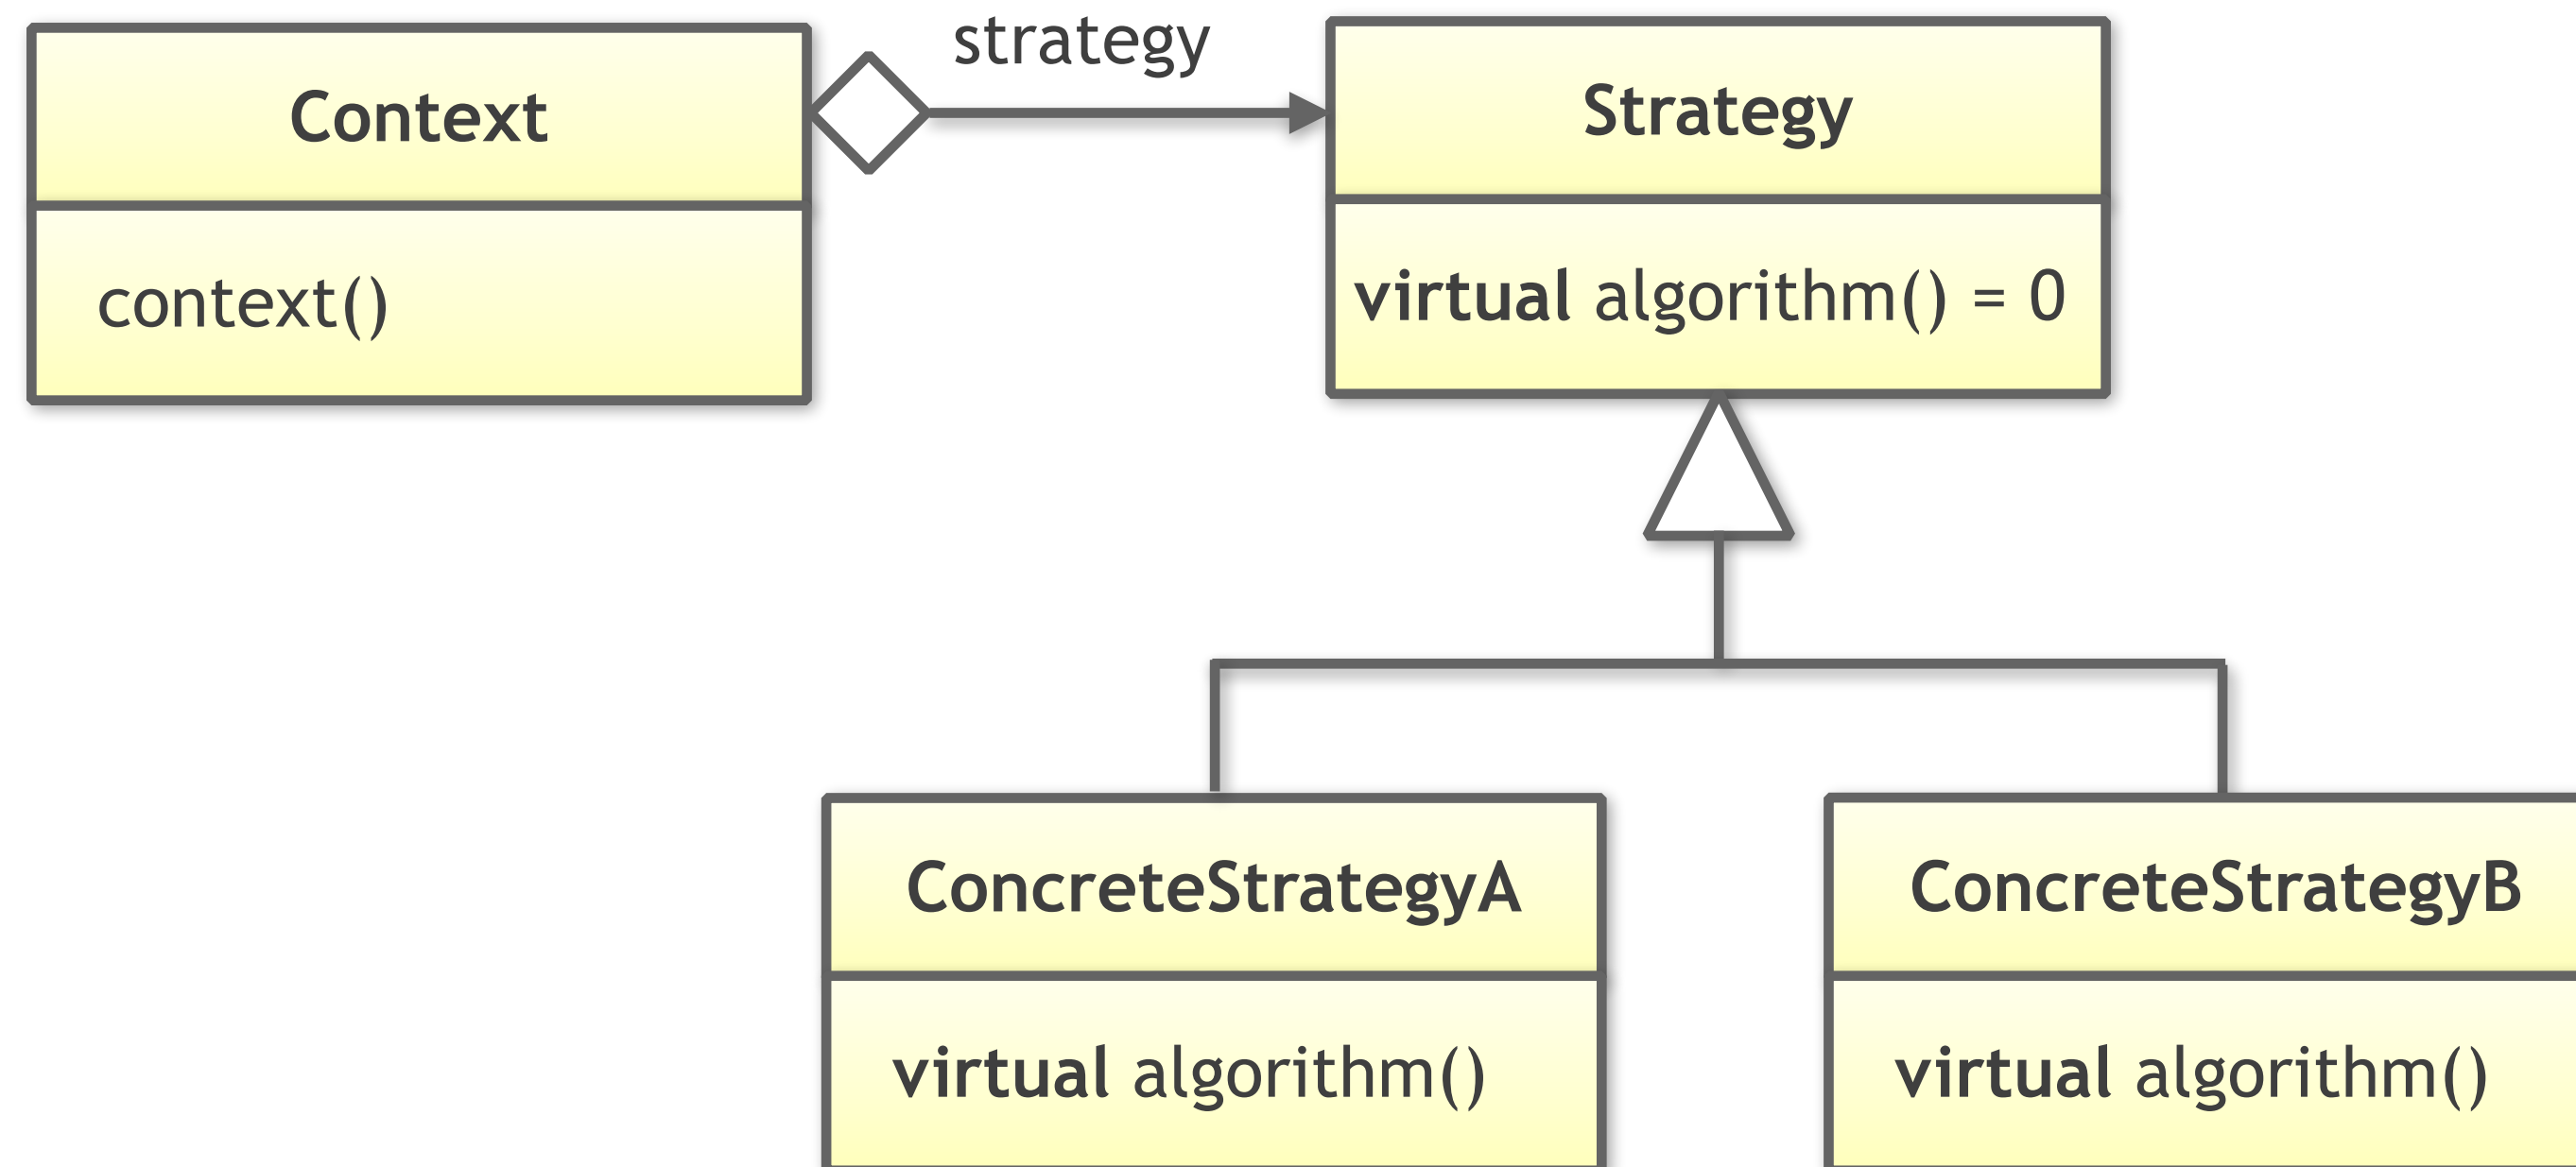 strategy
Context
Strategy
context()
virtual algorithm() = 0
ConcreteStrategyA
ConcreteStrategyB
virtual algorithm()
virtual algorithm()